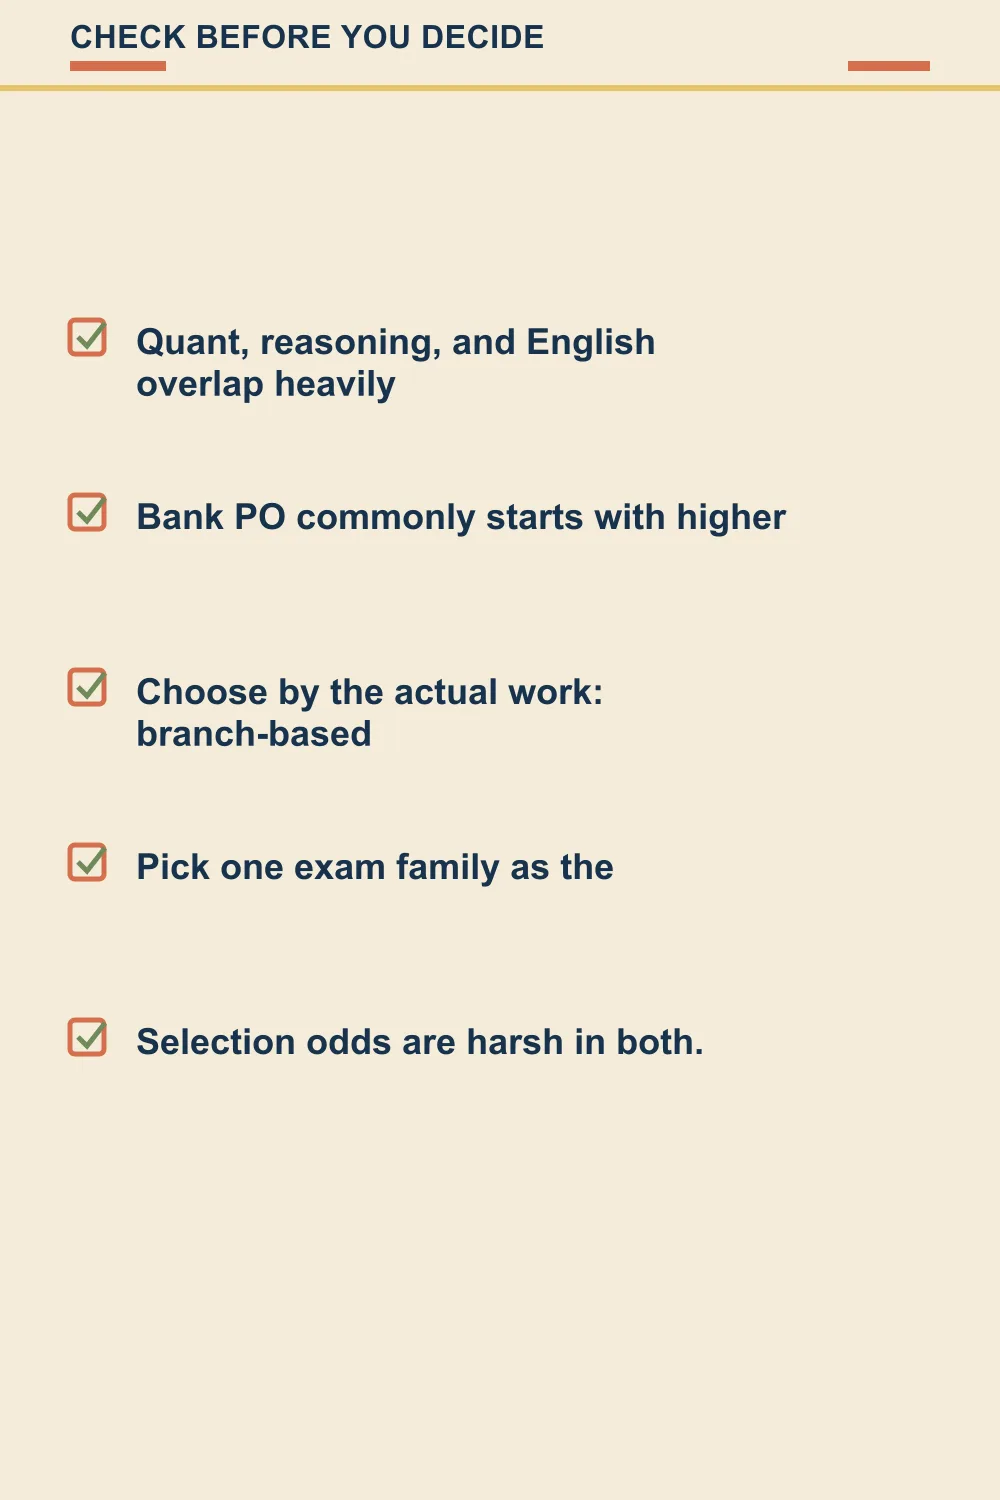 CHECK BEFORE YOU DECIDE
Quant, reasoning, and English
overlap heavily
Bank PO commonly starts with higher
Choose by the actual work:
branch-based
Pick one exam family as the
Selection odds are harsh in both.